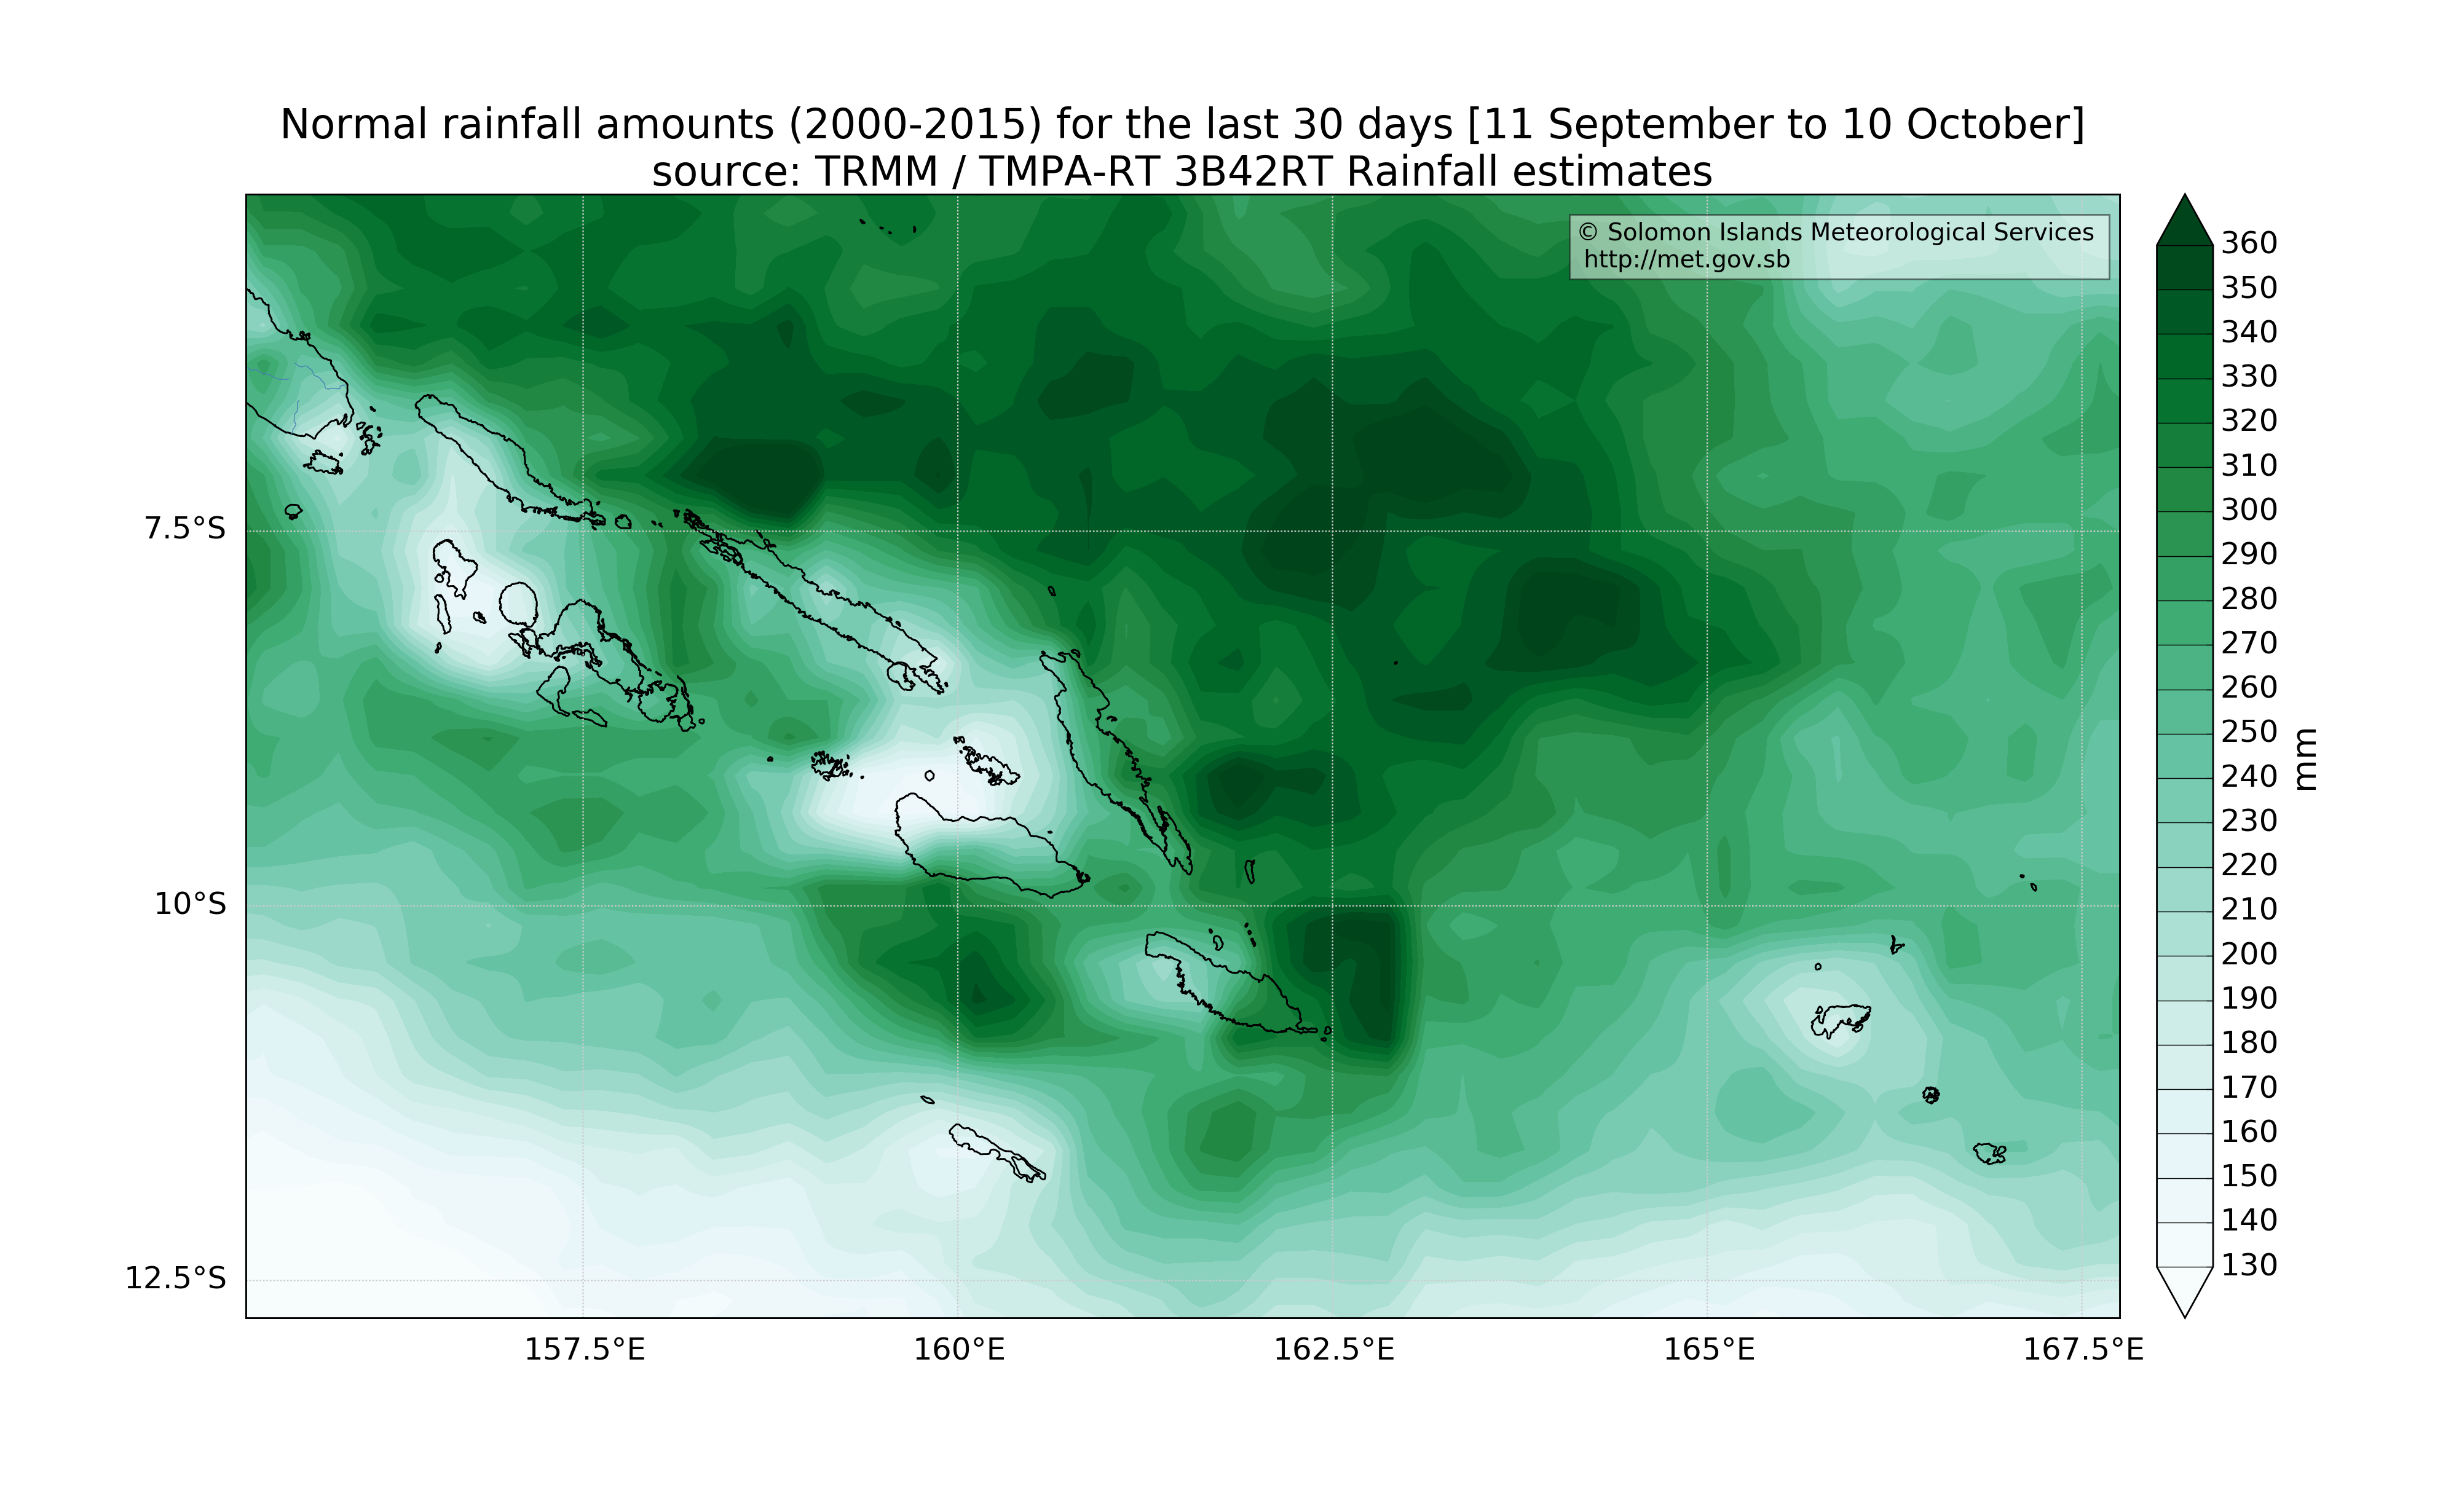 Normal rainfall amounts (2000-2015) for the last 30 days [11 September to 10 October]
source: TRMM / TMPA-RT 3B42RT Rainfall estimates
© Solomon Islands Meteorological Services
http://met.gov.sb
7.5°S
10°S
12.5°S
157.5°E
160°E
162.5°E
165°E
167.5°E
360
350
340
330
320
310
300
290
280
270
260
250
240
230
220
210
200
190
180
170
160
150
140
130
mm